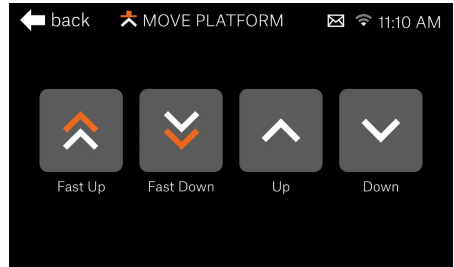 back MOVE PLATFORM 11:10 AM
Fast Up Fast Down Up Down